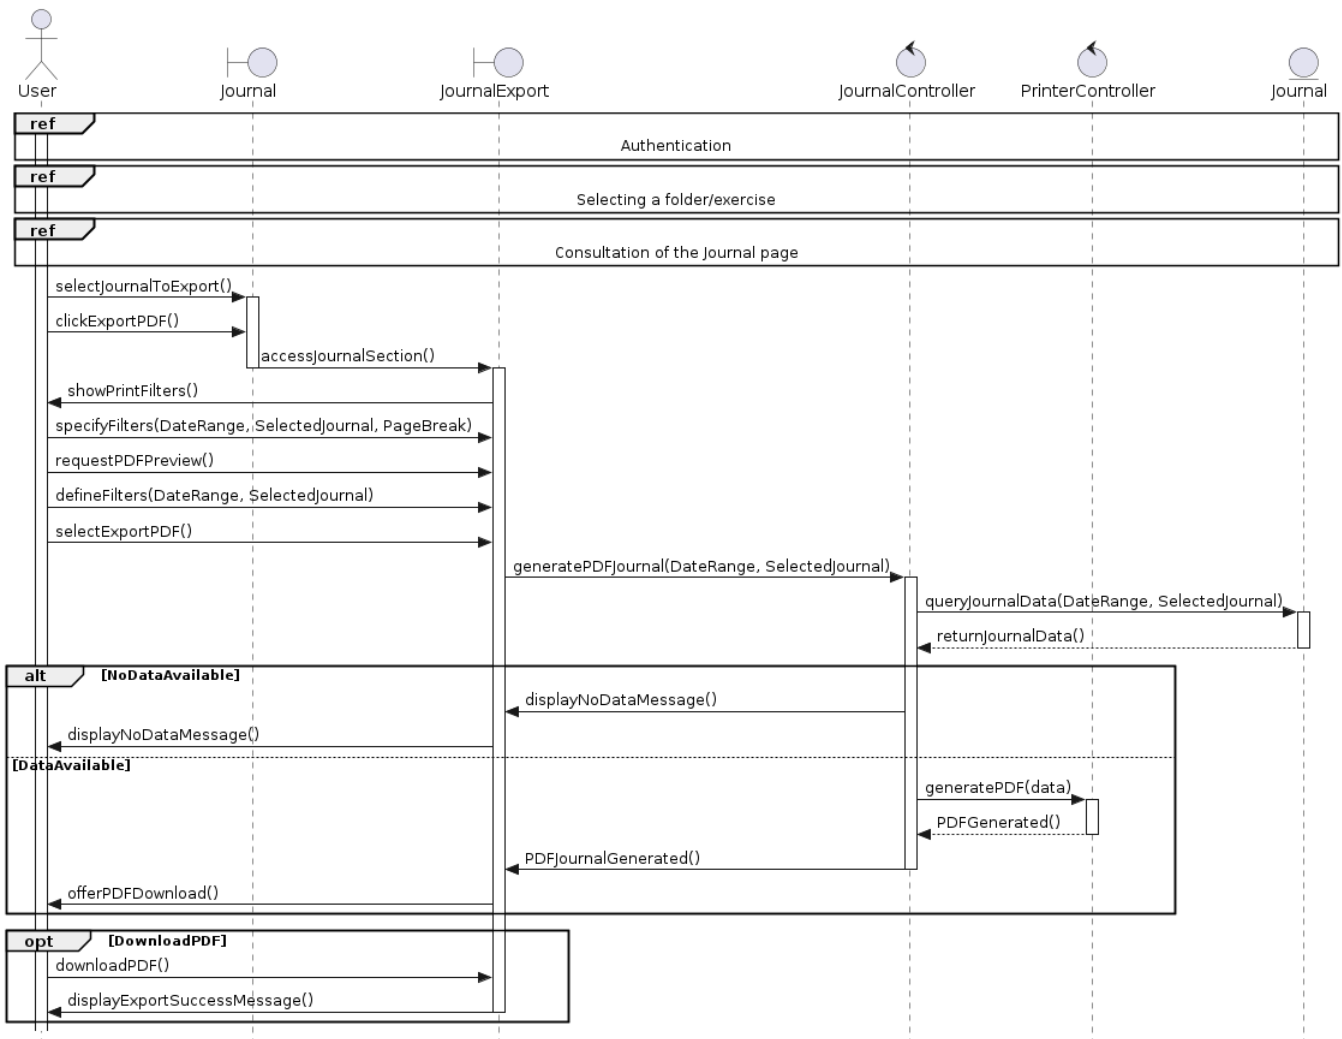 User
Journal
JournalExport
JournalController
PrinterController
Journal
ref
Authentication
ref
Selecting a folder/exercise
ref
Consultation of the Journal page
selectJournalToExport()
clickExportPDF()
accessJournalSection()
showPrintFilters()
specifyFilters(DateRange, SelectedJournal, PageBreak)
requestPDFPreview()
defineFilters(DateRange, SelectedJournal)
selectExportPDF()
generatePDFJournal(DateRange, SelectedJournal)
queryJournalData(DateRange, SelectedJournal)
returnJournalData()
alt [NoDataAvailable]
displayNoDataMessage()
displayNoDataMessage()
[DataAvailable]
generatePDF(data)
PDFGenerated()
PDFJournalGenerated()
offerPDFDownload()
opt [DownloadPDF]
downloadPDF()
displayExportSuccessMessage()